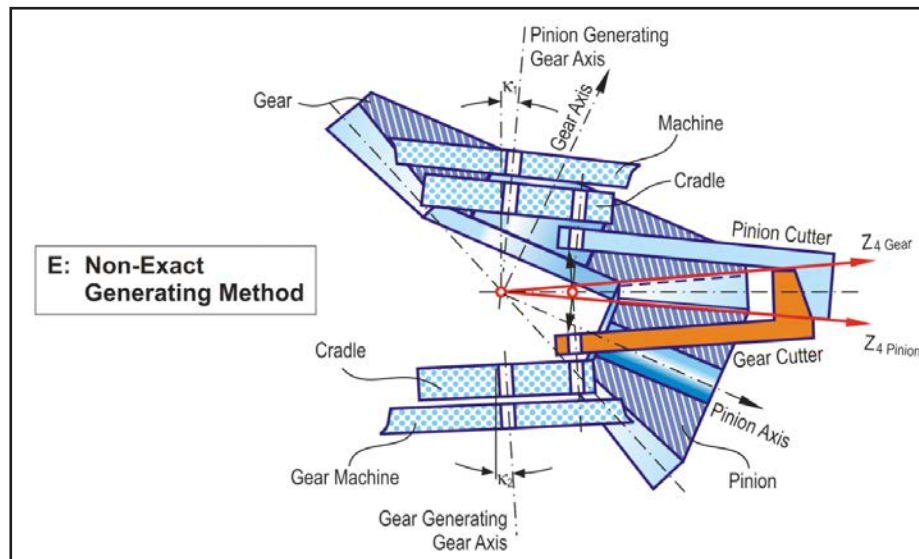 Pinion Generating
Gear Axis
κ1
Gear Axis
Gear
Machine
Cradle
Pinion Cutter
Z4 Gear
E: Non-Exact
Generating Method
Z4 Pinion
Gear Cutter
Cradle
Pinion Axis
Gear Machine
κ2
Pinion
Gear Generating
Gear Axis